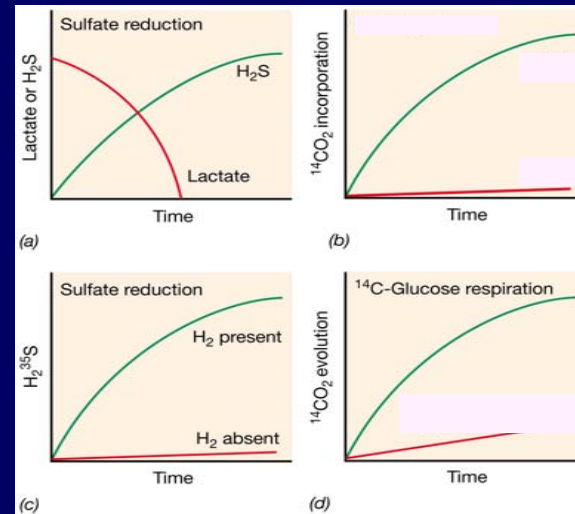 Sulfate reduction
Lactate or H₂S
H₂S
Lactate
Time
(a)
¹⁴CO₂ incorporation
Time
(b)
Sulfate reduction
H₂³⁵S
H₂ present
H₂ absent
Time
(c)
¹⁴C-Glucose respiration
¹⁴CO₂ evolution
Time
(d)